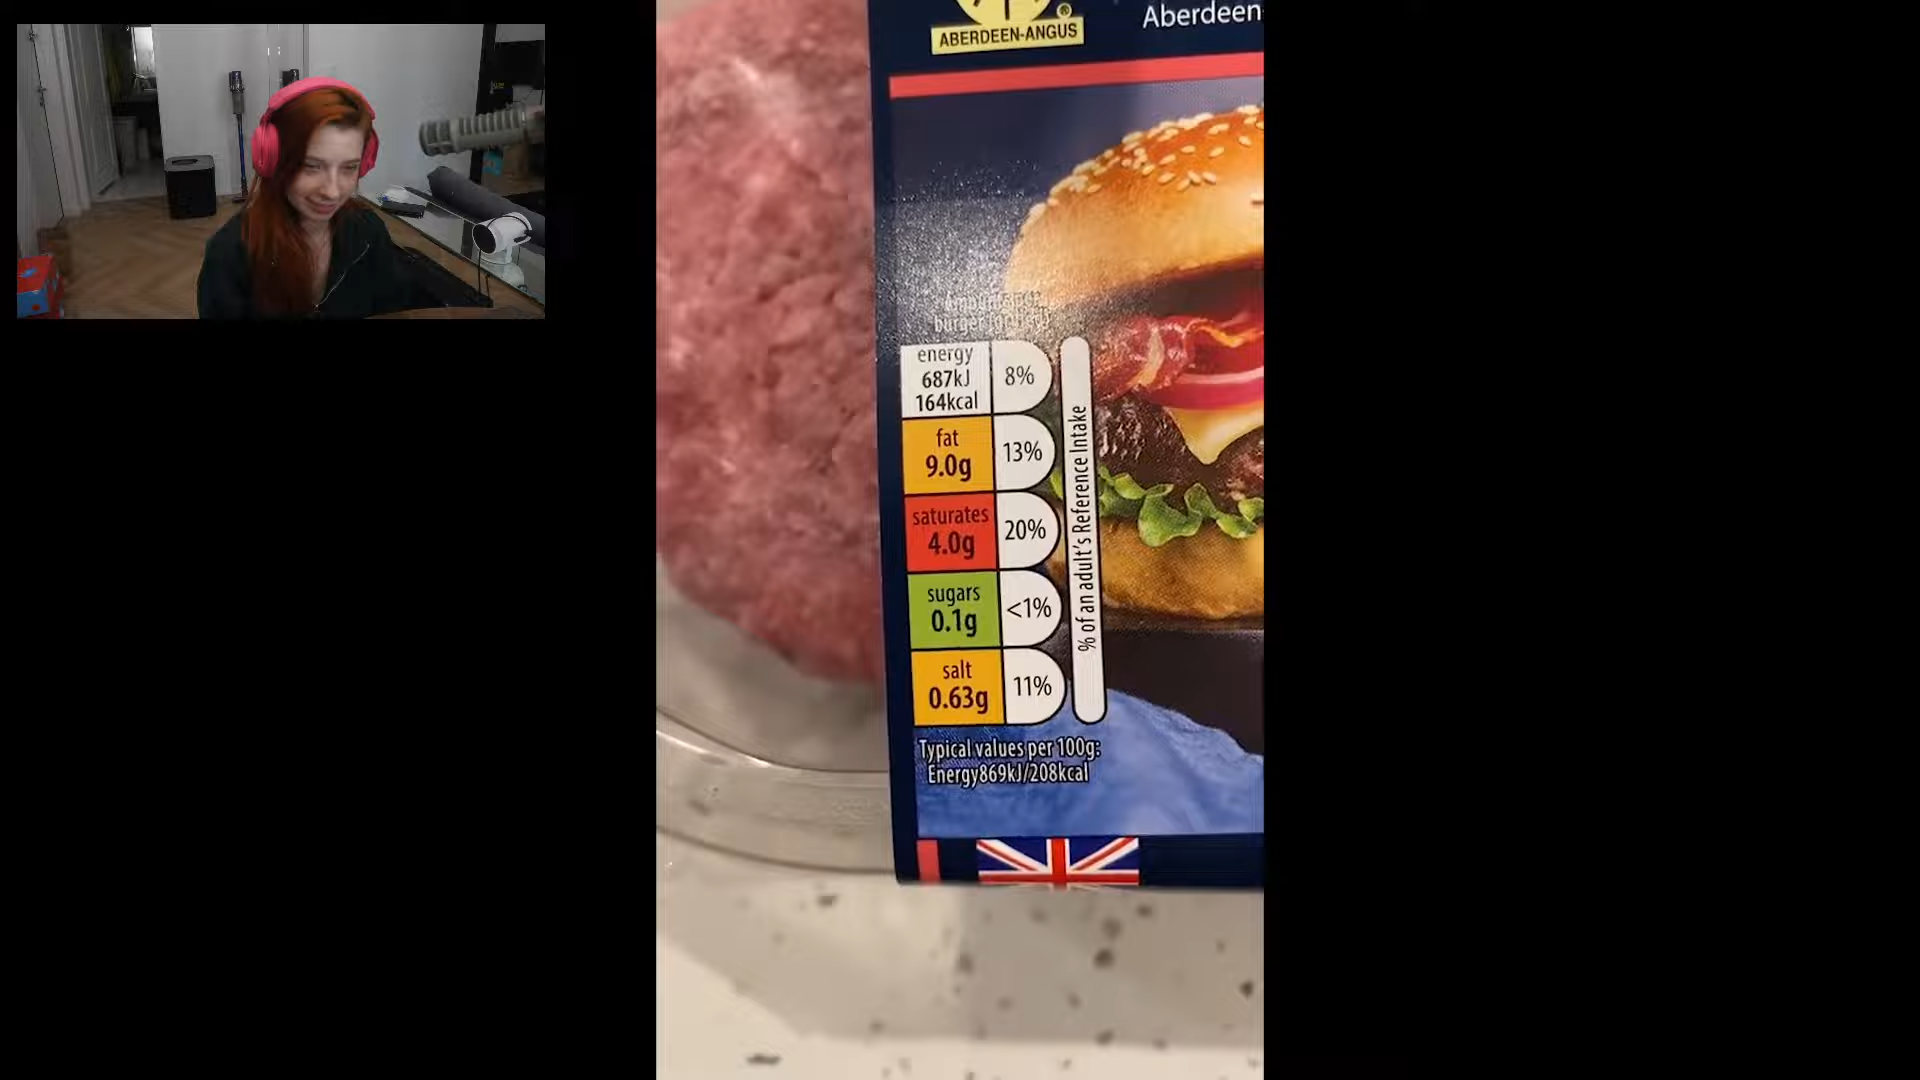 ABERDEEN-ANGUS
Aberdeen-
burger
energy
687kJ
164kcal
8%
fat
9.0g
13%
saturates
4.0g
20%
sugars
0.1g
<1%
salt
0.63g
11%
% of an adult's Reference Intake
Typical values per 100g:
Energy869kJ/208kcal